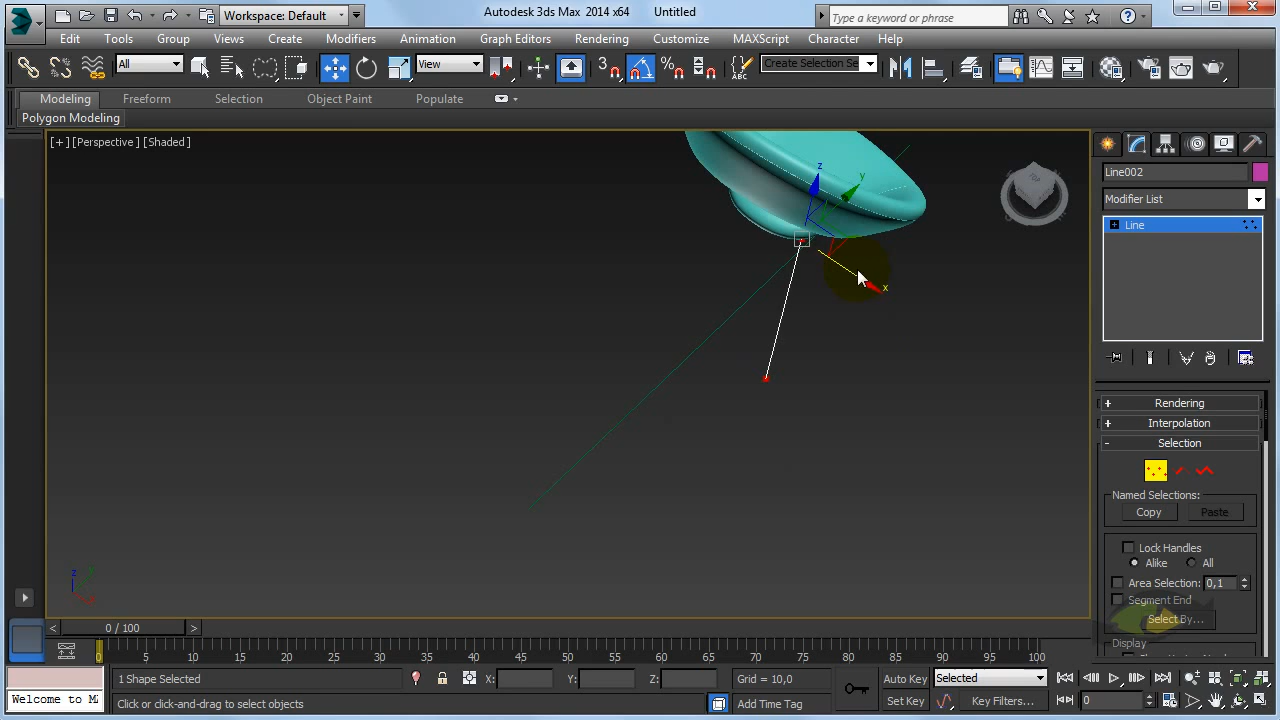 Workspace: Default
Autodesk 3ds Max 2014 x64 Untitled
Type a keyword or phrase
Edit Tools Group Views Create Modifiers Animation Graph Editors Rendering Customize MAXScript Character Help
All
View
3
%
ABC
Create Selection Se
Modeling Freeform Selection Object Paint Populate
Polygon Modeling
[+] [Perspective] [Shaded]
z
y
x
Line002
Modifier List
Line
+ Rendering
+ Interpolation
- Selection
Named Selections:
Copy Paste
Lock Handles
Alike All
Area Selection: 0,1
Segment End
Select By...
Display
z
< 0 / 100 >
0 5 10 15 20 25 30 35 40 45 50 55 60 65 70 75 80 85 90 95 100
1 Shape Selected
X: Y: Z:
Grid = 10,0
Auto Key Selected
Welcome to M
Click or click-and-drag to select objects
Add Time Tag
Set Key Key Filters... 0